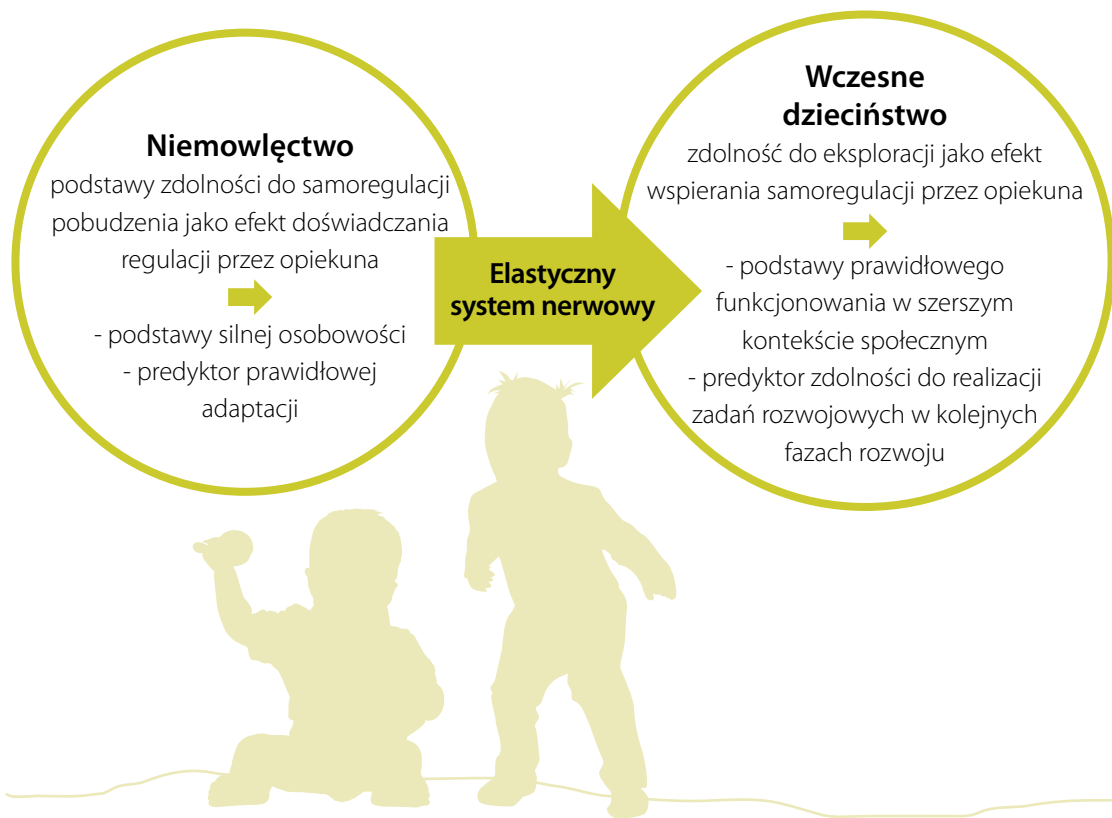 Niemowlęctwo
podstawy zdolności do samoregulacji
pobudzenia jako efekt doświadczania
regulacji przez opiekuna
- podstawy silnej osobowości
- predyktor prawidłowej
adaptacji
Elastyczny
system nerwowy
Wczesne
dzieciństwo
zdolność do eksploracji jako efekt
wspierania samoregulacji przez opiekuna
- podstawy prawidłowego
funkcjonowania w szerszym
kontekście społecznym
- predyktor zdolności do realizacji
zadań rozwojowych w kolejnych
fazach rozwoju